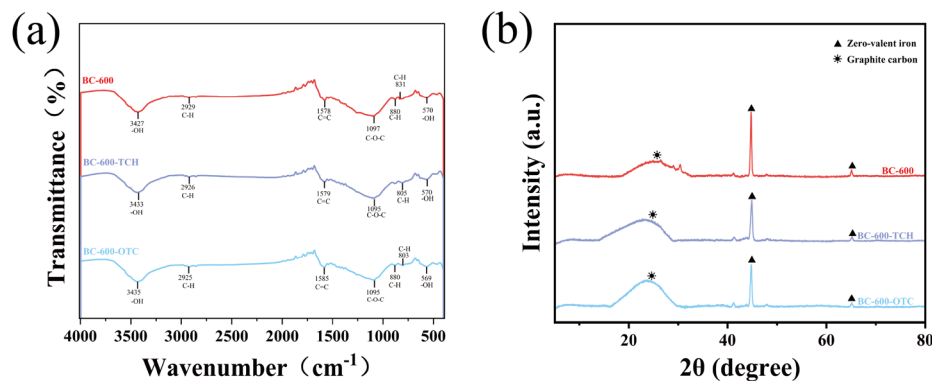 (a)
Transmittance (%)
BC-600
3427
-OH
2929
C-H
1578
C=C
1097
C-O-C
880
C-H
C-H
831
570
-OH
BC-600-TCH
3433
-OH
2926
C-H
1579
C=C
1095
C-O-C
805
C-H
570
-OH
BC-600-OTC
3435
-OH
2925
C-H
1585
C=C
1095
C-O-C
880
C-H
C-H
803
569
-OH
4000 3500 3000 2500 2000 1500 1000 500
Wavenumber (cm⁻¹)
(b)
Intensity (a.u.)
▲ Zero-valent iron
✳ Graphite carbon
BC-600
BC-600-TCH
BC-600-OTC
20 40 60 80
2θ (degree)